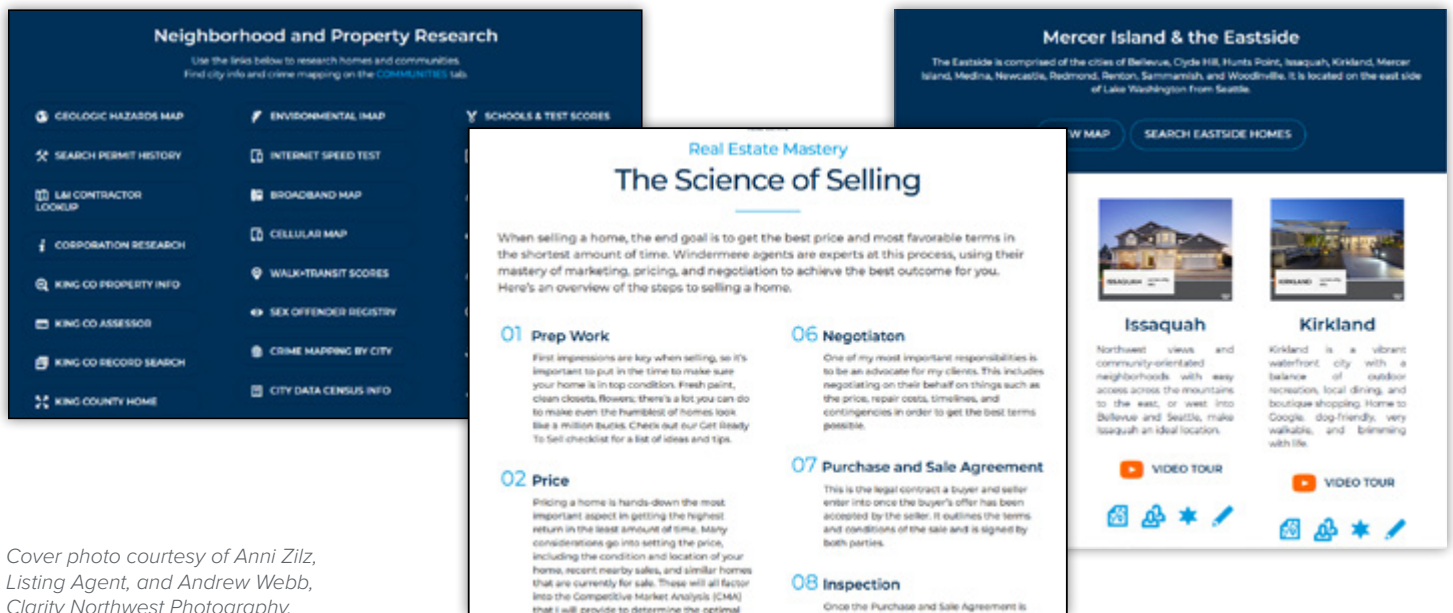 Neighborhood and Property Research
Use the links below to research homes and communities.
Find city info and crime mapping on the COMMUNITIES tab.
GEOLOGIC HAZARDS MAP
SEARCH PERMIT HISTORY
L&I CONTRACTOR
LOOKUP
CORPORATION RESEARCH
KING CO PROPERTY INFO
KING CO ASSESSOR
KING CO RECORD SEARCH
KING COUNTY HOME
ENVIRONMENTAL IMAP
INTERNET SPEED TEST
BROADBAND MAP
CELLULAR MAP
WALK+TRANSIT SCORES
SEX OFFENDER REGISTRY
CRIME MAPPING BY CITY
CITY DATA CENSUS INFO
SCHOOLS & TEST SCORES
Real Estate Mastery
The Science of Selling
When selling a home, the end goal is to get the best price and most favorable terms in
the shortest amount of time. Windermere agents are experts at this process, using their
mastery of marketing, pricing, and negotiation to achieve the best outcome for you.
Here's an overview of the steps to selling a home.
01 Prep Work
First impressions are key when selling, so it's
important to put in the time to make sure
your home is in top condition. Fresh paint,
clean closets, flowers; there's a lot you can do
to make even the humblest of homes look
like a million bucks. Check out our Get Ready
To Sell checklist for a list of ideas and tips.
02 Price
Pricing a home is hands-down the most
important aspect in getting the highest
return in the least amount of time. Many
considerations go into setting the price,
including the condition and location of your
home, recent nearby sales, and similar homes
that are currently for sale. These will all factor
into the Competitive Market Analysis (CMA)
that I will provide to determine the optimal
06 Negotiaton
One of my most important responsibilities is
to be an advocate for my clients. This includes
negotiating on their behalf on things such as
the price, repair costs, timelines, and
contingencies in order to get the best terms
possible.
07 Purchase and Sale Agreement
This is the legal contract a buyer and seller
enter into once the buyer's offer has been
accepted by the seller. It outlines the terms
and conditions of the sale and is signed by
both parties.
08 Inspection
Once the Purchase and Sale Agreement is
Mercer Island & the Eastside
The Eastside is comprised of the cities of Bellevue, Clyde Hill, Hunts Point, Issaquah, Kirkland, Mercer
Island, Medina, Newcastle, Redmond, Renton, Sammamish, and Woodinville. It is located on the east side
of Lake Washington from Seattle.
W MAP
SEARCH EASTSIDE HOMES
ISSAQUAH
KIRKLAND
Issaquah
Northwest views and
community-orientated
neighborhoods with easy
access across the mountains
to the east, or west into
Bellevue and Seattle, make
Issaquah an ideal location.
VIDEO TOUR
Kirkland
Kirkland is a vibrant
waterfront city with a
balance of outdoor
recreation, local dining, and
boutique shopping. Home to
Google, dog-friendly, very
walkable, and brimming
with life.
VIDEO TOUR
Cover photo courtesy of Anni Zilz,
Listing Agent, and Andrew Webb,
Clarity Northwest Photography.